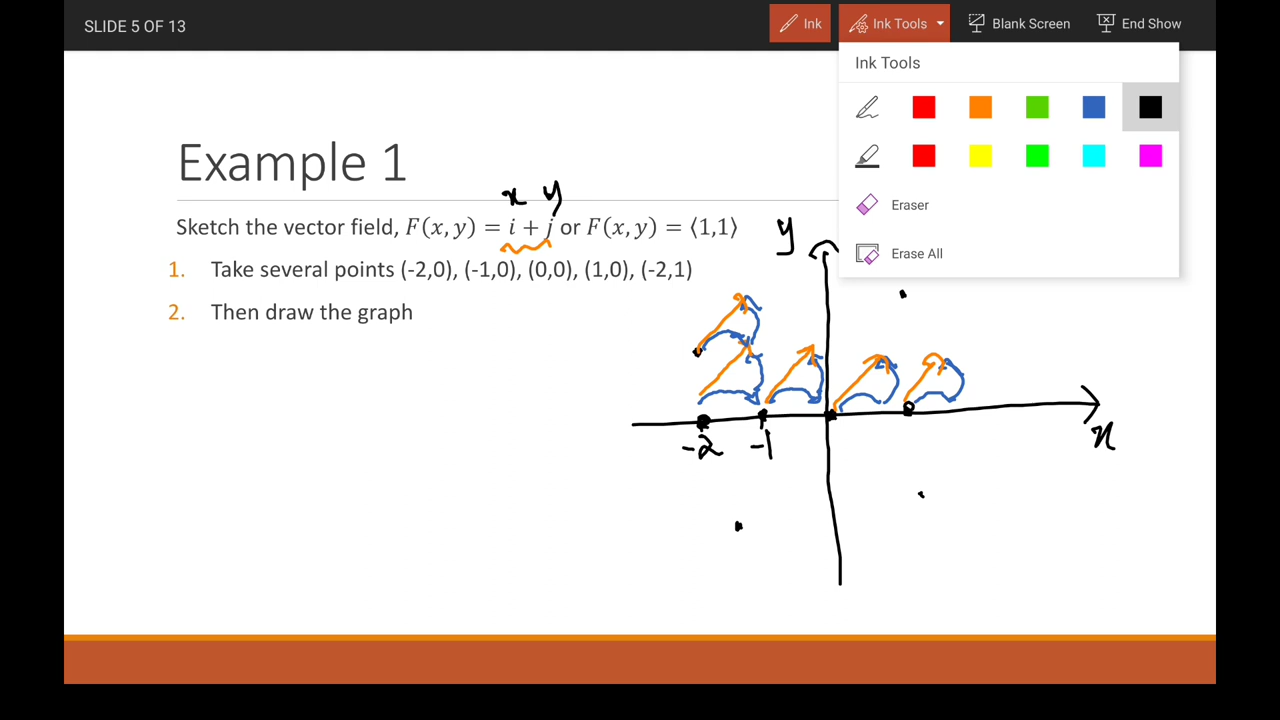 SLIDE 5 OF 13
Ink
Ink Tools
Blank Screen
End Show
Ink Tools
Eraser
Erase All
Example 1
x y
Sketch the vector field, F(x, y) = i + j or F(x, y) = ⟨1,1⟩
1. Take several points (-2,0), (-1,0), (0,0), (1,0), (-2,1)
2. Then draw the graph
y
-2 -1
x